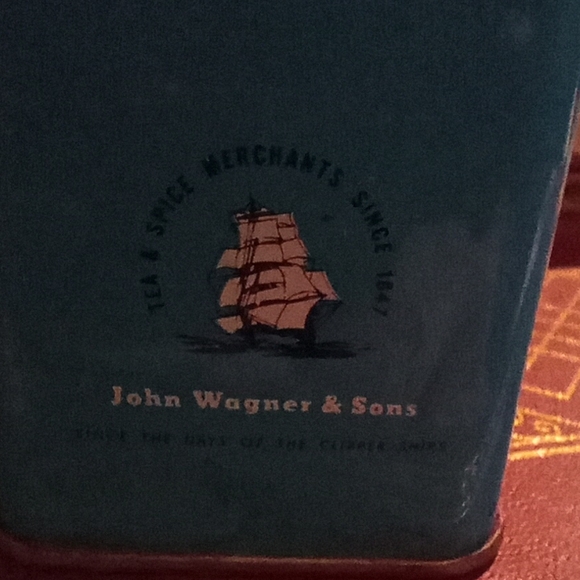 TEA & SPICE MERCHANTS SINCE 1847
John Wagner & Sons
SINCE THE DAYS OF THE CLIPPER SHIPS